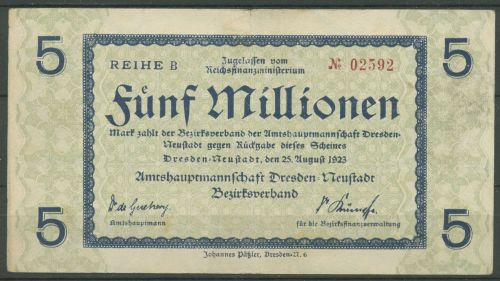 5 5
Zugelassen vom
REIHE B Reichsfinanzministerium № 02592
Fünf Millionen
Mark zahlt der Bezirksverband der Amtshauptmannschaft Dresden-
Neustadt gegen Rückgabe dieses Scheines
Dresden-Neustadt, den 25. August 1923
Amtshauptmannschaft Dresden-Neustadt
Bezirksverband
Amtshauptmann für die Bezirksfinanzverwaltung
5 5
Johannes Päßler, Dresden-N. 6